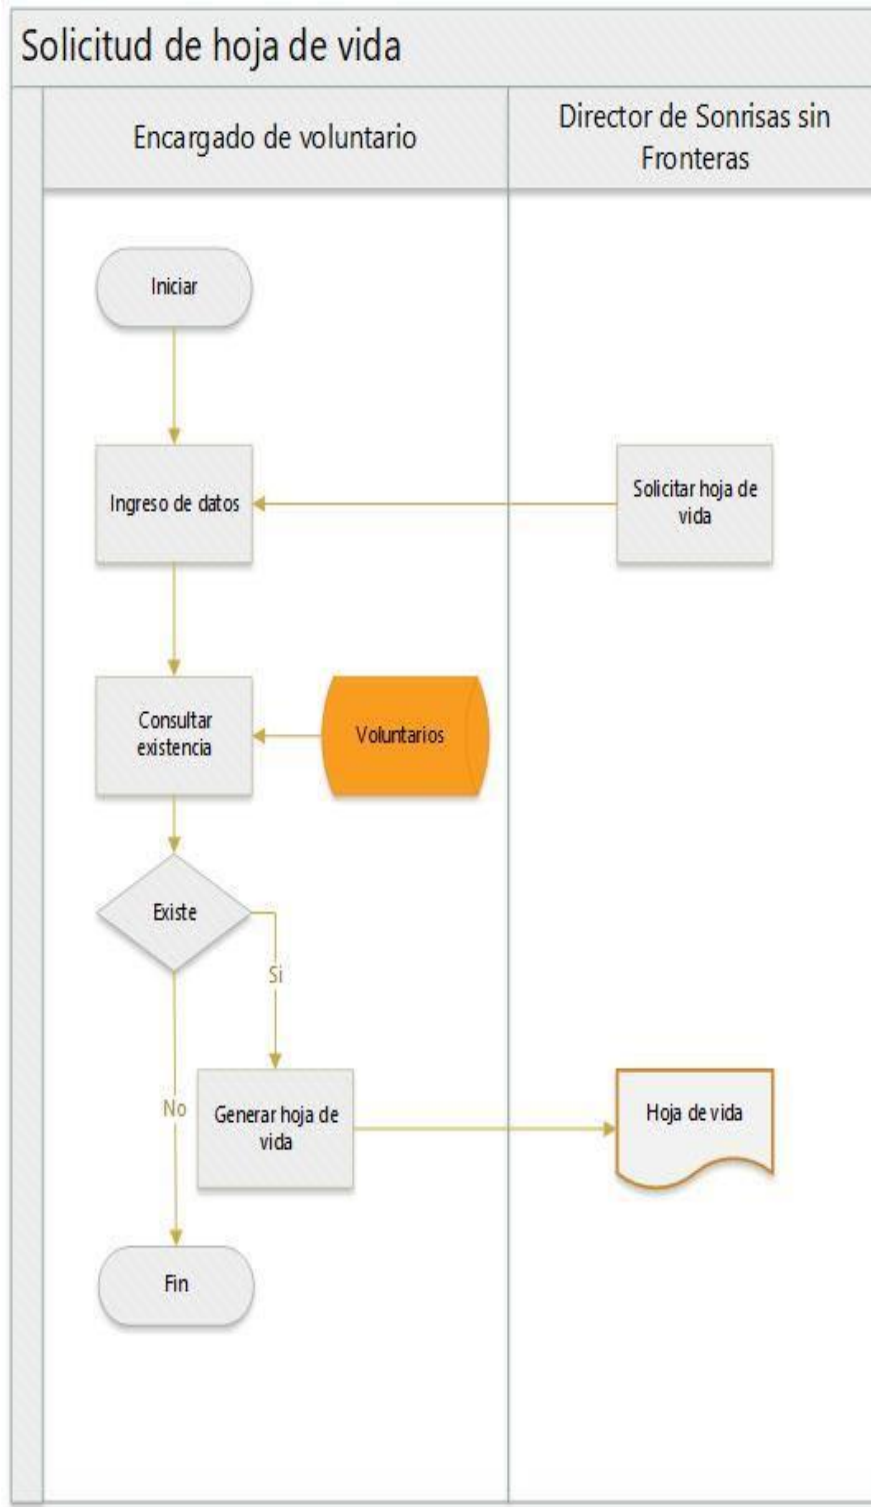 Solicitud de hoja de vida
Encargado de voluntario
Director de Sonrisas sin
Fronteras
Iniciar
Ingreso de datos
Solicitar hoja de
vida
Consultar
existencia
Voluntarios
Existe
Si
No
Generar hoja de
vida
Hoja de vida
Fin